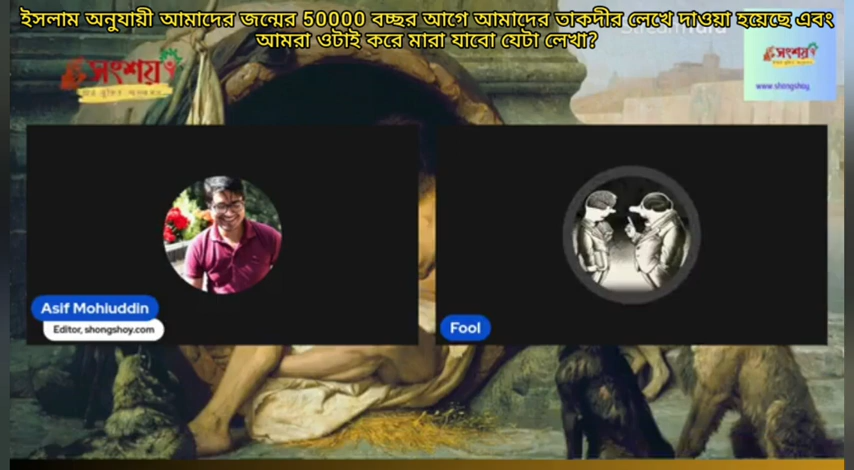 ইসলাম অনুযায়ী আমাদের জন্মের 50000 বচ্ছর আগে আমাদের তাকদীর লেখে দাওয়া হয়েছে এবং
আমরা ওটাই করে মারা যাবো যেটা লেখা?
সংশয়
সংশয়
www.shongshoy
Asif Mohiuddin
Editor, shongshoy.com
Fool